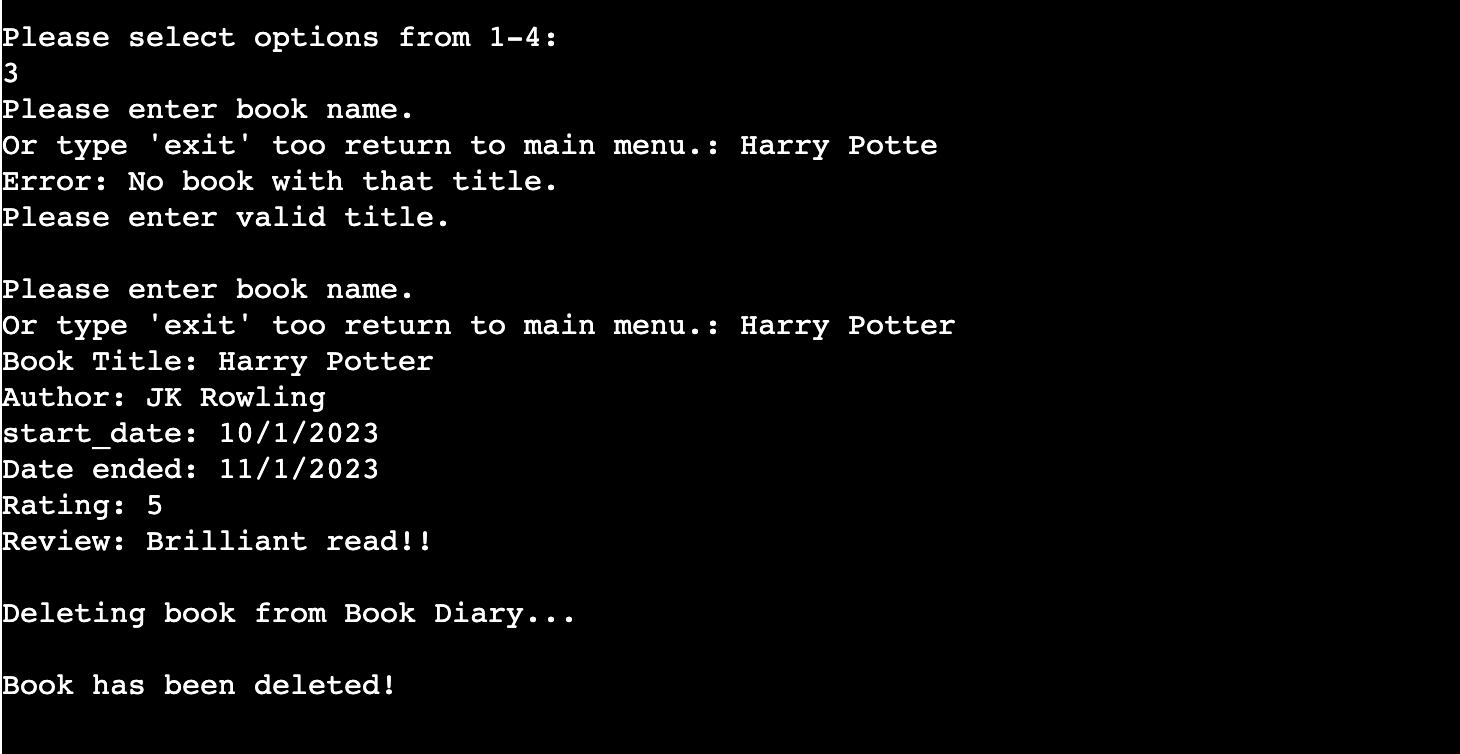 Please select options from 1-4:
3
Please enter book name.
Or type 'exit' too return to main menu.: Harry Potte
Error: No book with that title.
Please enter valid title.
Please enter book name.
Or type 'exit' too return to main menu.: Harry Potter
Book Title: Harry Potter
Author: JK Rowling
start_date: 10/1/2023
Date ended: 11/1/2023
Rating: 5
Review: Brilliant read!!
Deleting book from Book Diary...
Book has been deleted!